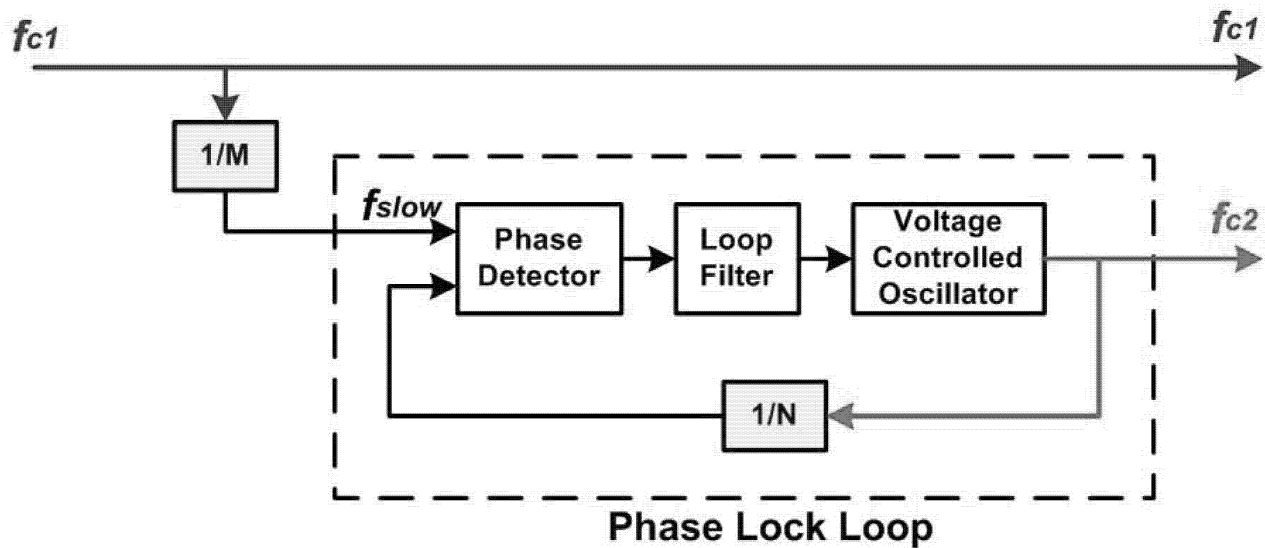 fc1
fc1
1/M
fslow
fc2
Phase
Detector
Loop
Filter
Voltage
Controlled
Oscillator
1/N
Phase Lock Loop